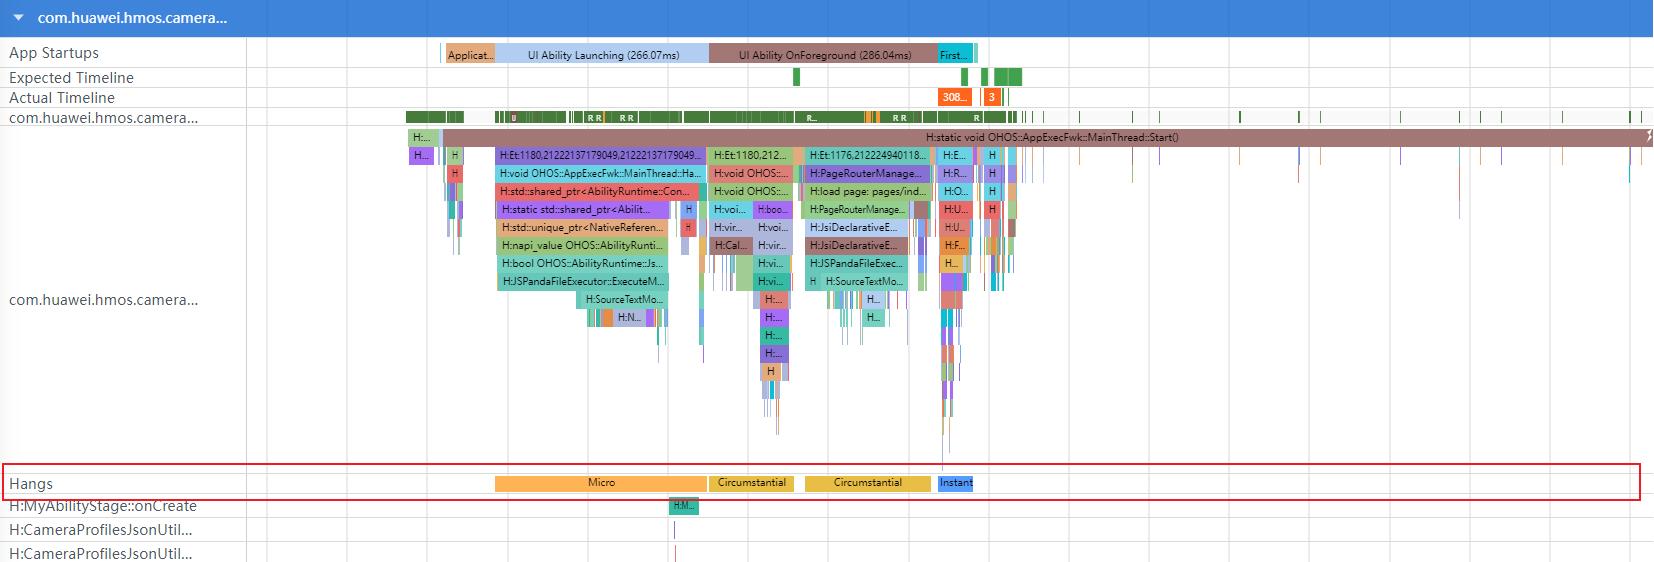 com.huawei.hmos.camera...
App Startups Applicat... UI Ability Launching (266.07ms) UI Ability OnForeground (286.04ms) First...
Expected Timeline
Actual Timeline 308... 3
com.huawei.hmos.camera... U R R R R R... R R R
H:... H:static void OHOS::AppExecFwk::MainThread::Start()
H... H H:Et:1180,21222137179049,21222137179049... H:Et:1180,212... H:Et:1176,212224940118... H:E... H
H H:void OHOS::AppExecFwk::MainThread::Ha... H:void OHOS:... H:PageRouterManage... H:R... H
H:std::shared_ptr<AbilityRuntime::Con... H:void OHOS::... H:load page: pages/ind... H:O... H
H:static std::shared_ptr<Abilit... H H:voi... H:boo... H:PageRouterManage... H:U... H
H:std::unique_ptr<NativeReferen... H H:vir... H:voi... H:JsiDeclarativeE... H:U...
H:napi_value OHOS::AbilityRunti... H:Cal... H:vir... H:JsiDeclarativeE... H:F...
H:bool OHOS::AbilityRuntime::Js... H:vi... H:JSPandaFileExec... H...
H:JSPandaFileExecutor::ExecuteM... H:vi... H H:SourceTextMo...
com.huawei.hmos.camera... H:SourceTextMo... H:... H...
H:N... H:... H...
H:...
H:...
H
Hangs Micro Circumstantial Circumstantial Instant
H:MyAbilityStage::onCreate H:M...
H:CameraProfilesJsonUtil...
H:CameraProfilesJsonUtil...